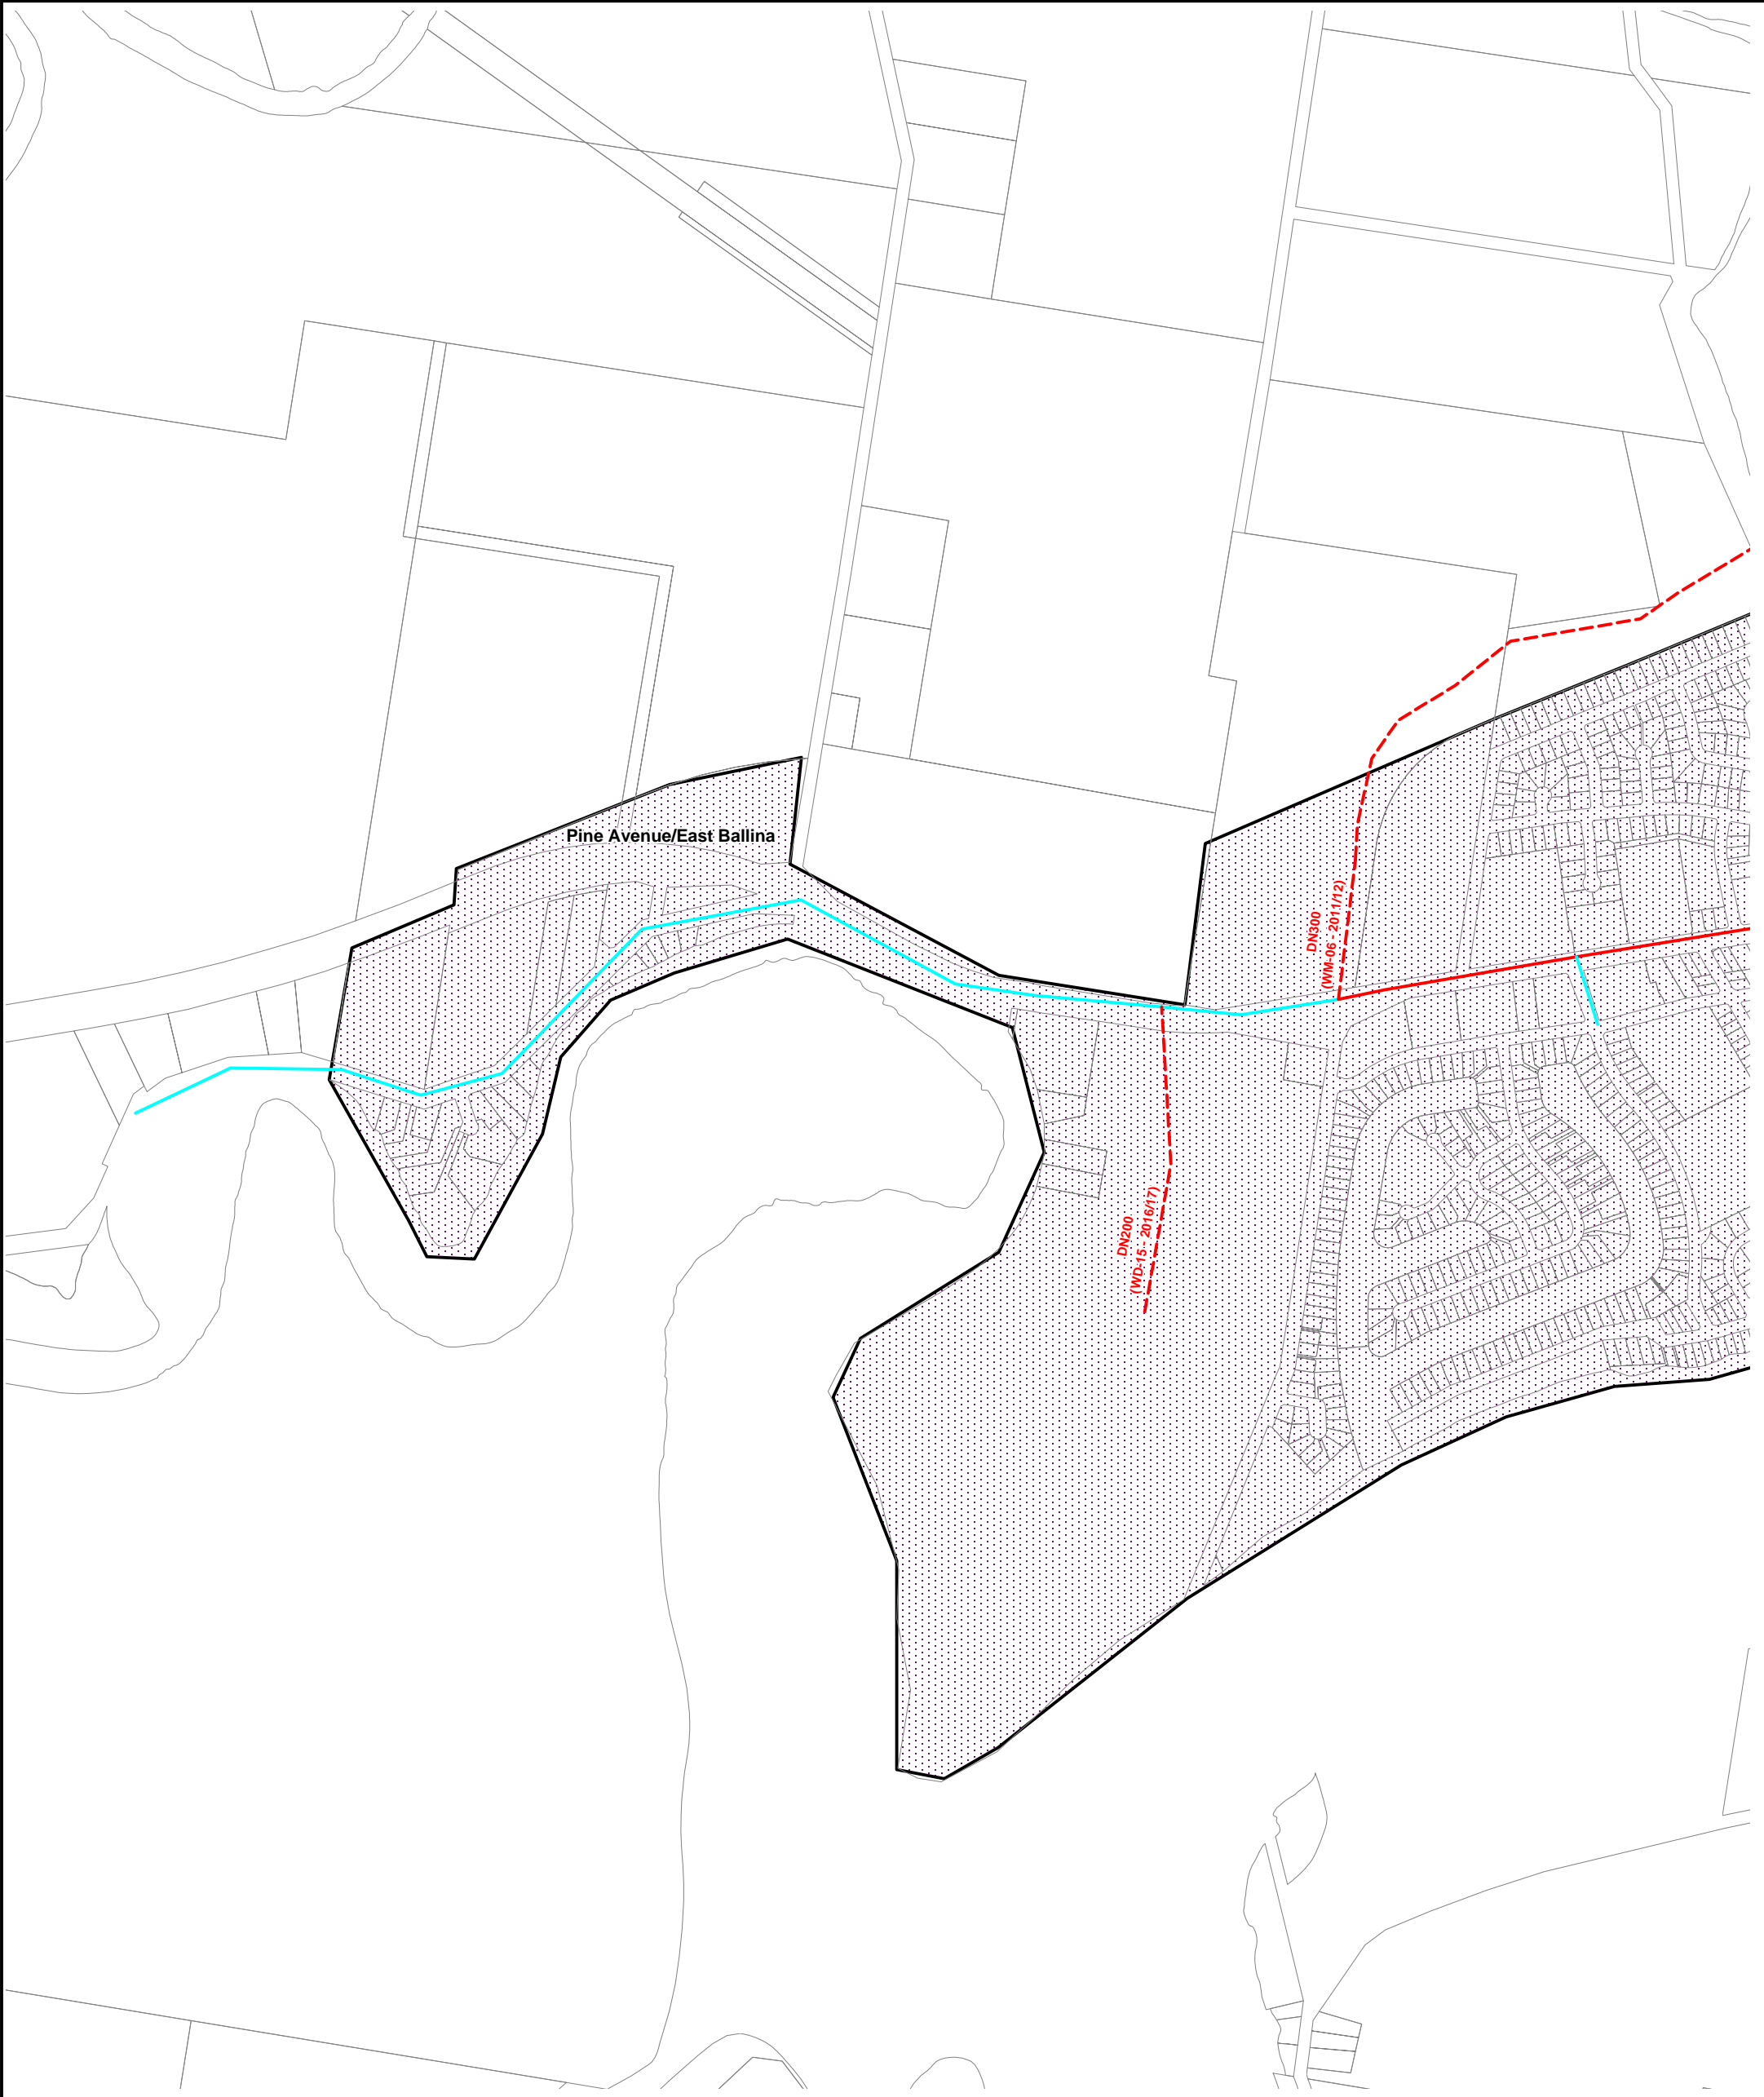 Pine Avenue/East Ballina
DN300
(WM-06 - 2011/12)
DN200
(WD-15 - 2016/17)